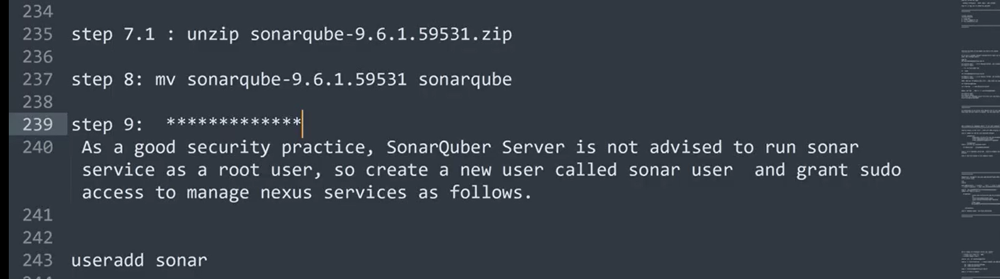 234
235 step 7.1 : unzip sonarqube-9.6.1.59531.zip
236
237 step 8: mv sonarqube-9.6.1.59531 sonarqube
238
239 step 9:  *************
240 As a good security practice, SonarQuber Server is not advised to run sonar
service as a root user, so create a new user called sonar user  and grant sudo
access to manage nexus services as follows.
241
242
243 useradd sonar